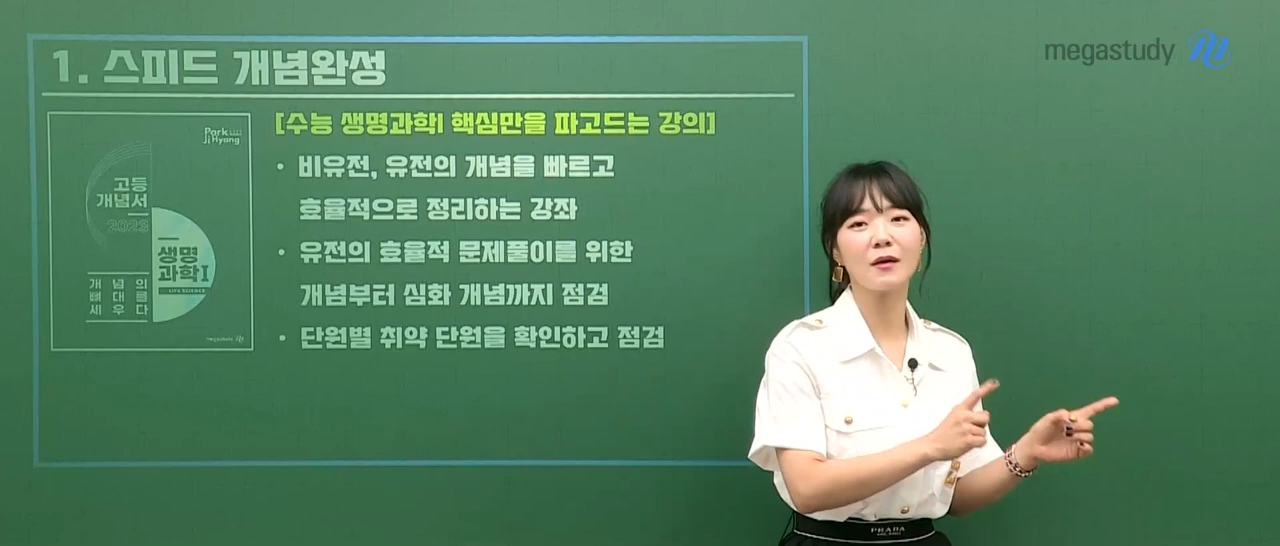 megastudy
1. 스피드 개념완성
[수능 생명과학I 핵심만을 파고드는 강의]
• 비유전, 유전의 개념을 빠르고
효율적으로 정리하는 강좌
• 유전의 효율적 문제풀이를 위한
개념부터 심화 개념까지 점검
• 단원별 취약 단원을 확인하고 점검
Park
Ji Hyang
고등
개념서
2023
생명
과학I
LIFE SCIENCE
개념의
뼈대를
세우다
megastudy
PRADA